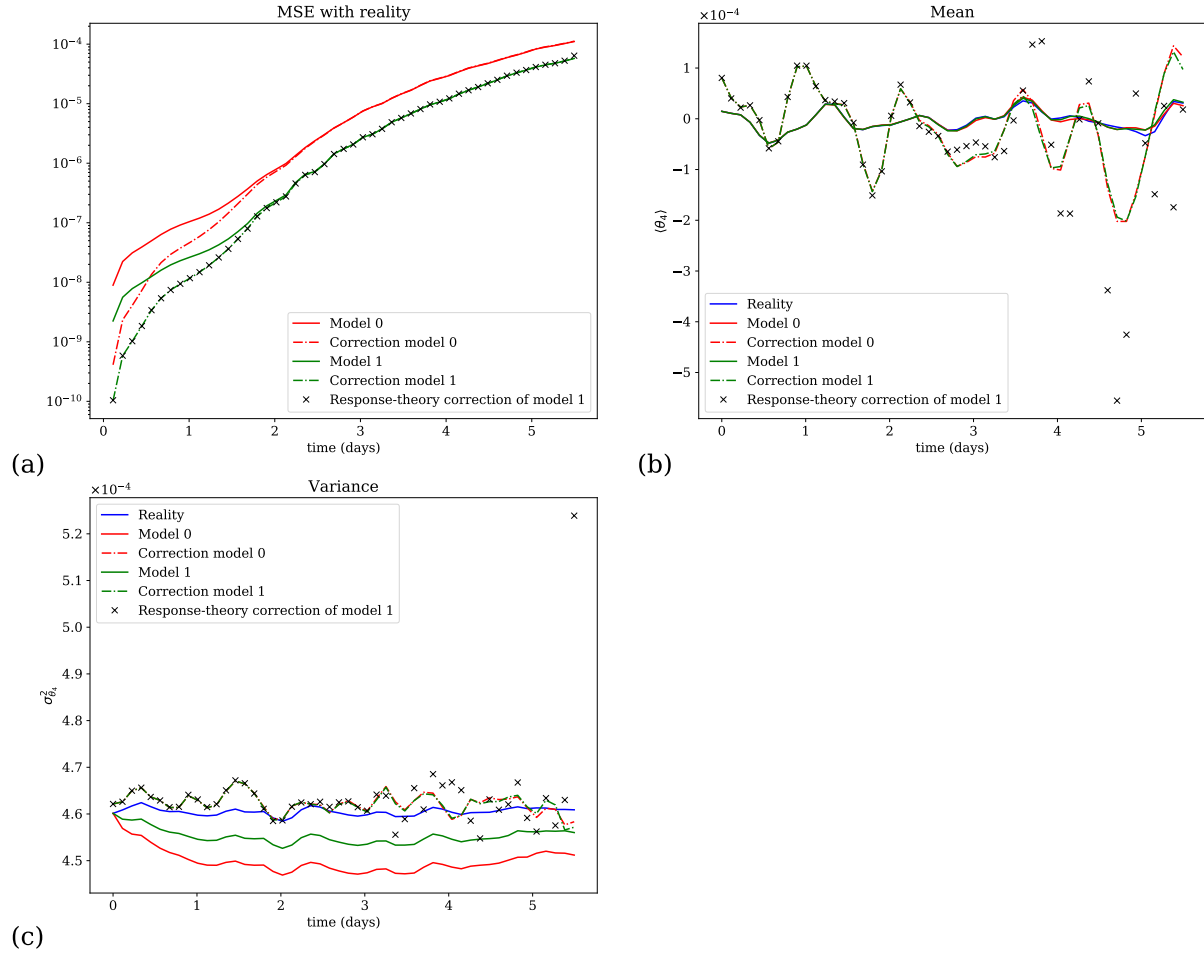 MSE with reality
10⁻⁴
10⁻⁵
10⁻⁶
10⁻⁷
10⁻⁸
10⁻⁹
10⁻¹⁰
0 1 2 3 4 5
time (days)
Model 0
Correction model 0
Model 1
Correction model 1
Response-theory correction of model 1
(a)
Mean
×10⁻⁴
1
0
−1
−2
−3
−4
−5
⟨θ₄⟩
0 1 2 3 4 5
time (days)
Reality
Model 0
Correction model 0
Model 1
Correction model 1
Response-theory correction of model 1
(b)
Variance
×10⁻⁴
5.2
5.1
5.0
4.9
4.8
4.7
4.6
4.5
σ²θ₄
0 1 2 3 4 5
time (days)
Reality
Model 0
Correction model 0
Model 1
Correction model 1
Response-theory correction of model 1
(c)